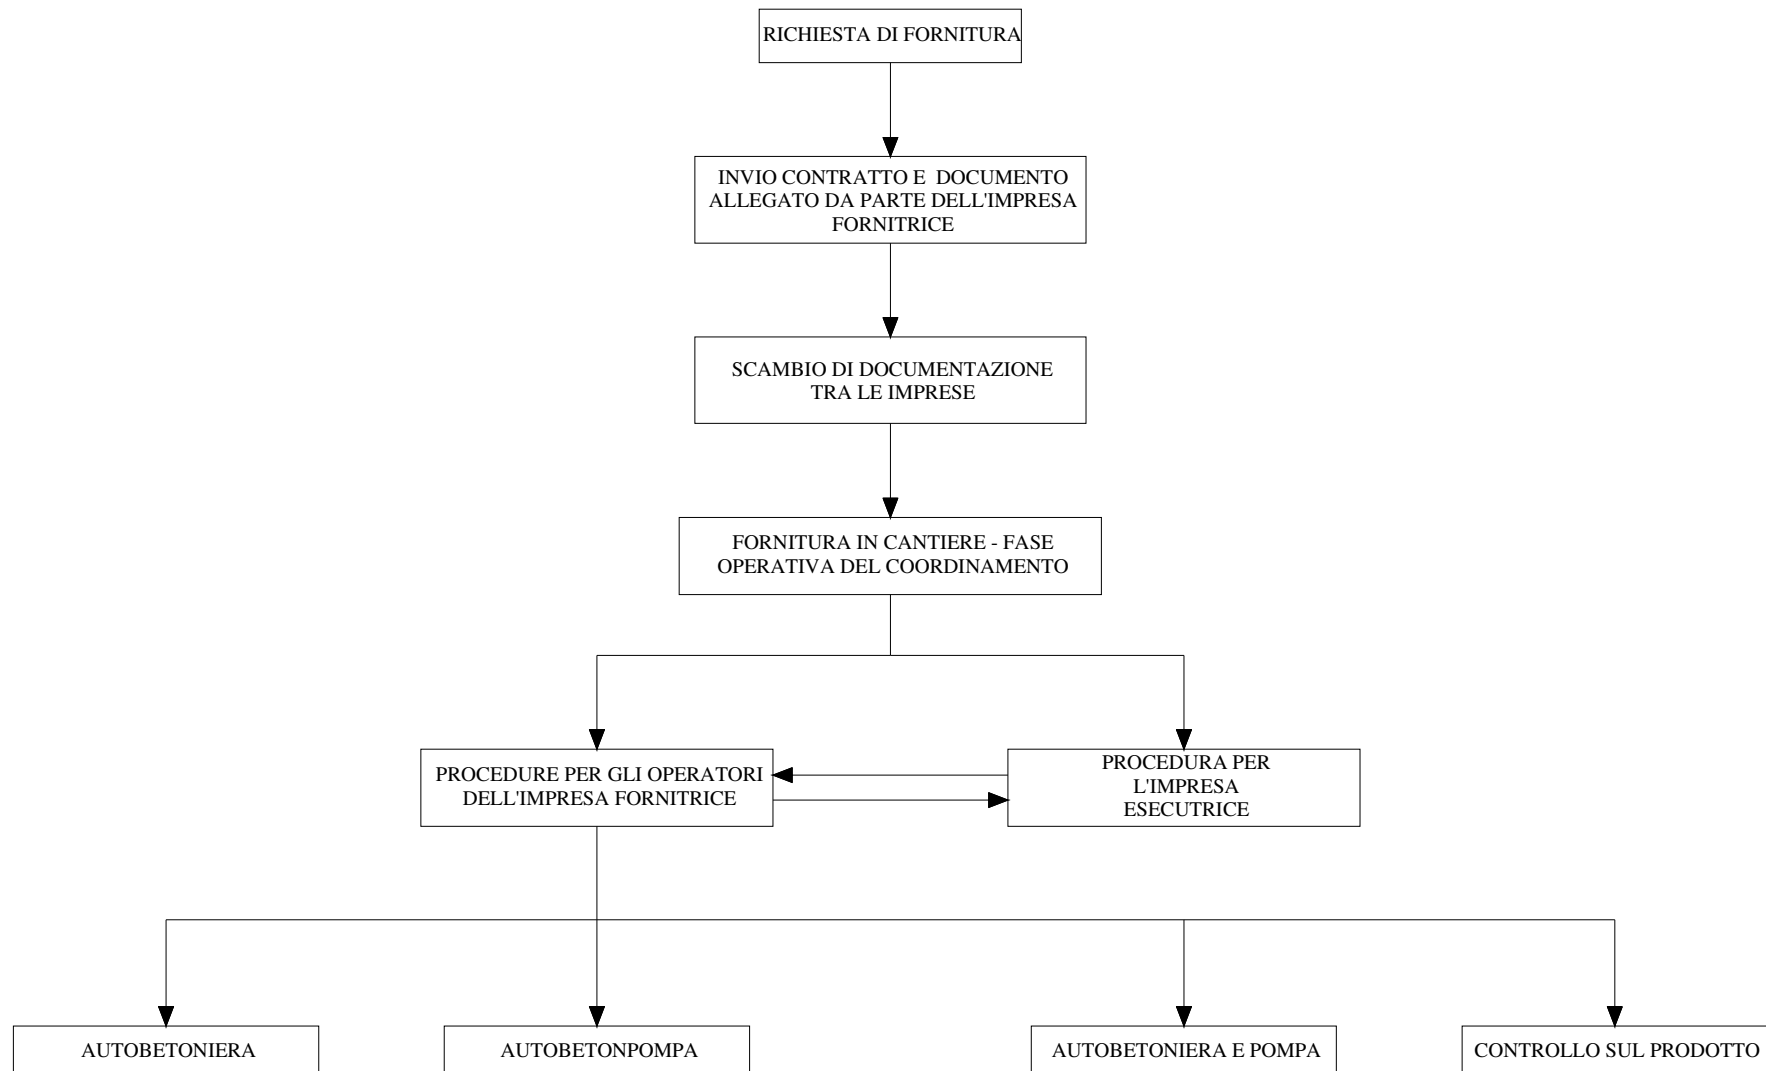 RICHIESTA DI FORNITURA
INVIO CONTRATTO E DOCUMENTO
ALLEGATO DA PARTE DELL'IMPRESA
FORNITRICE
SCAMBIO DI DOCUMENTAZIONE
TRA LE IMPRESE
FORNITURA IN CANTIERE - FASE
OPERATIVA DEL COORDINAMENTO
PROCEDURE PER GLI OPERATORI
DELL'IMPRESA FORNITRICE
PROCEDURA PER
L'IMPRESA
ESECUTRICE
AUTOBETONIERA
AUTOBETONPOMPA
AUTOBETONIERA E POMPA
CONTROLLO SUL PRODOTTO